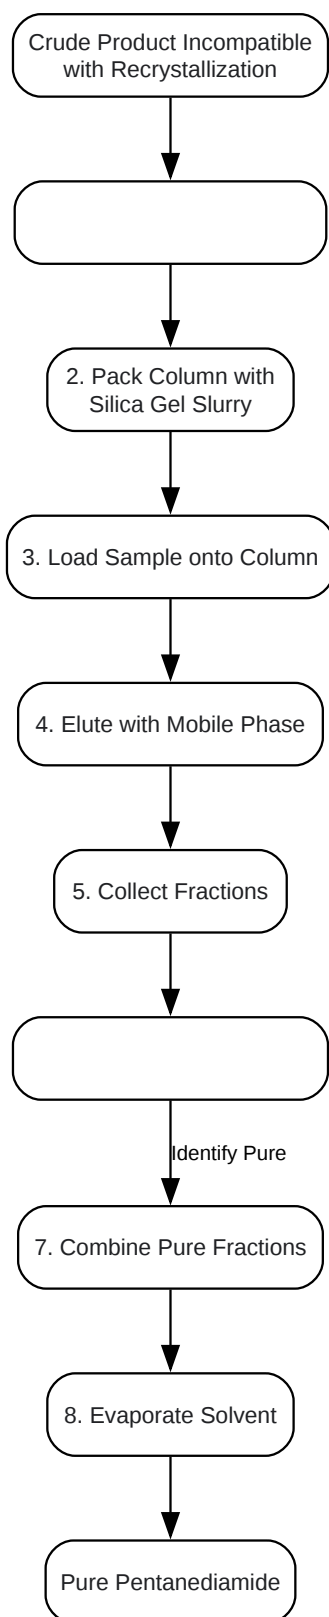 Crude Product Incompatible
with Recrystallization
2. Pack Column with
Silica Gel Slurry
3. Load Sample onto Column
4. Elute with Mobile Phase
5. Collect Fractions
Identify Pure
7. Combine Pure Fractions
8. Evaporate Solvent
Pure Pentanediamide